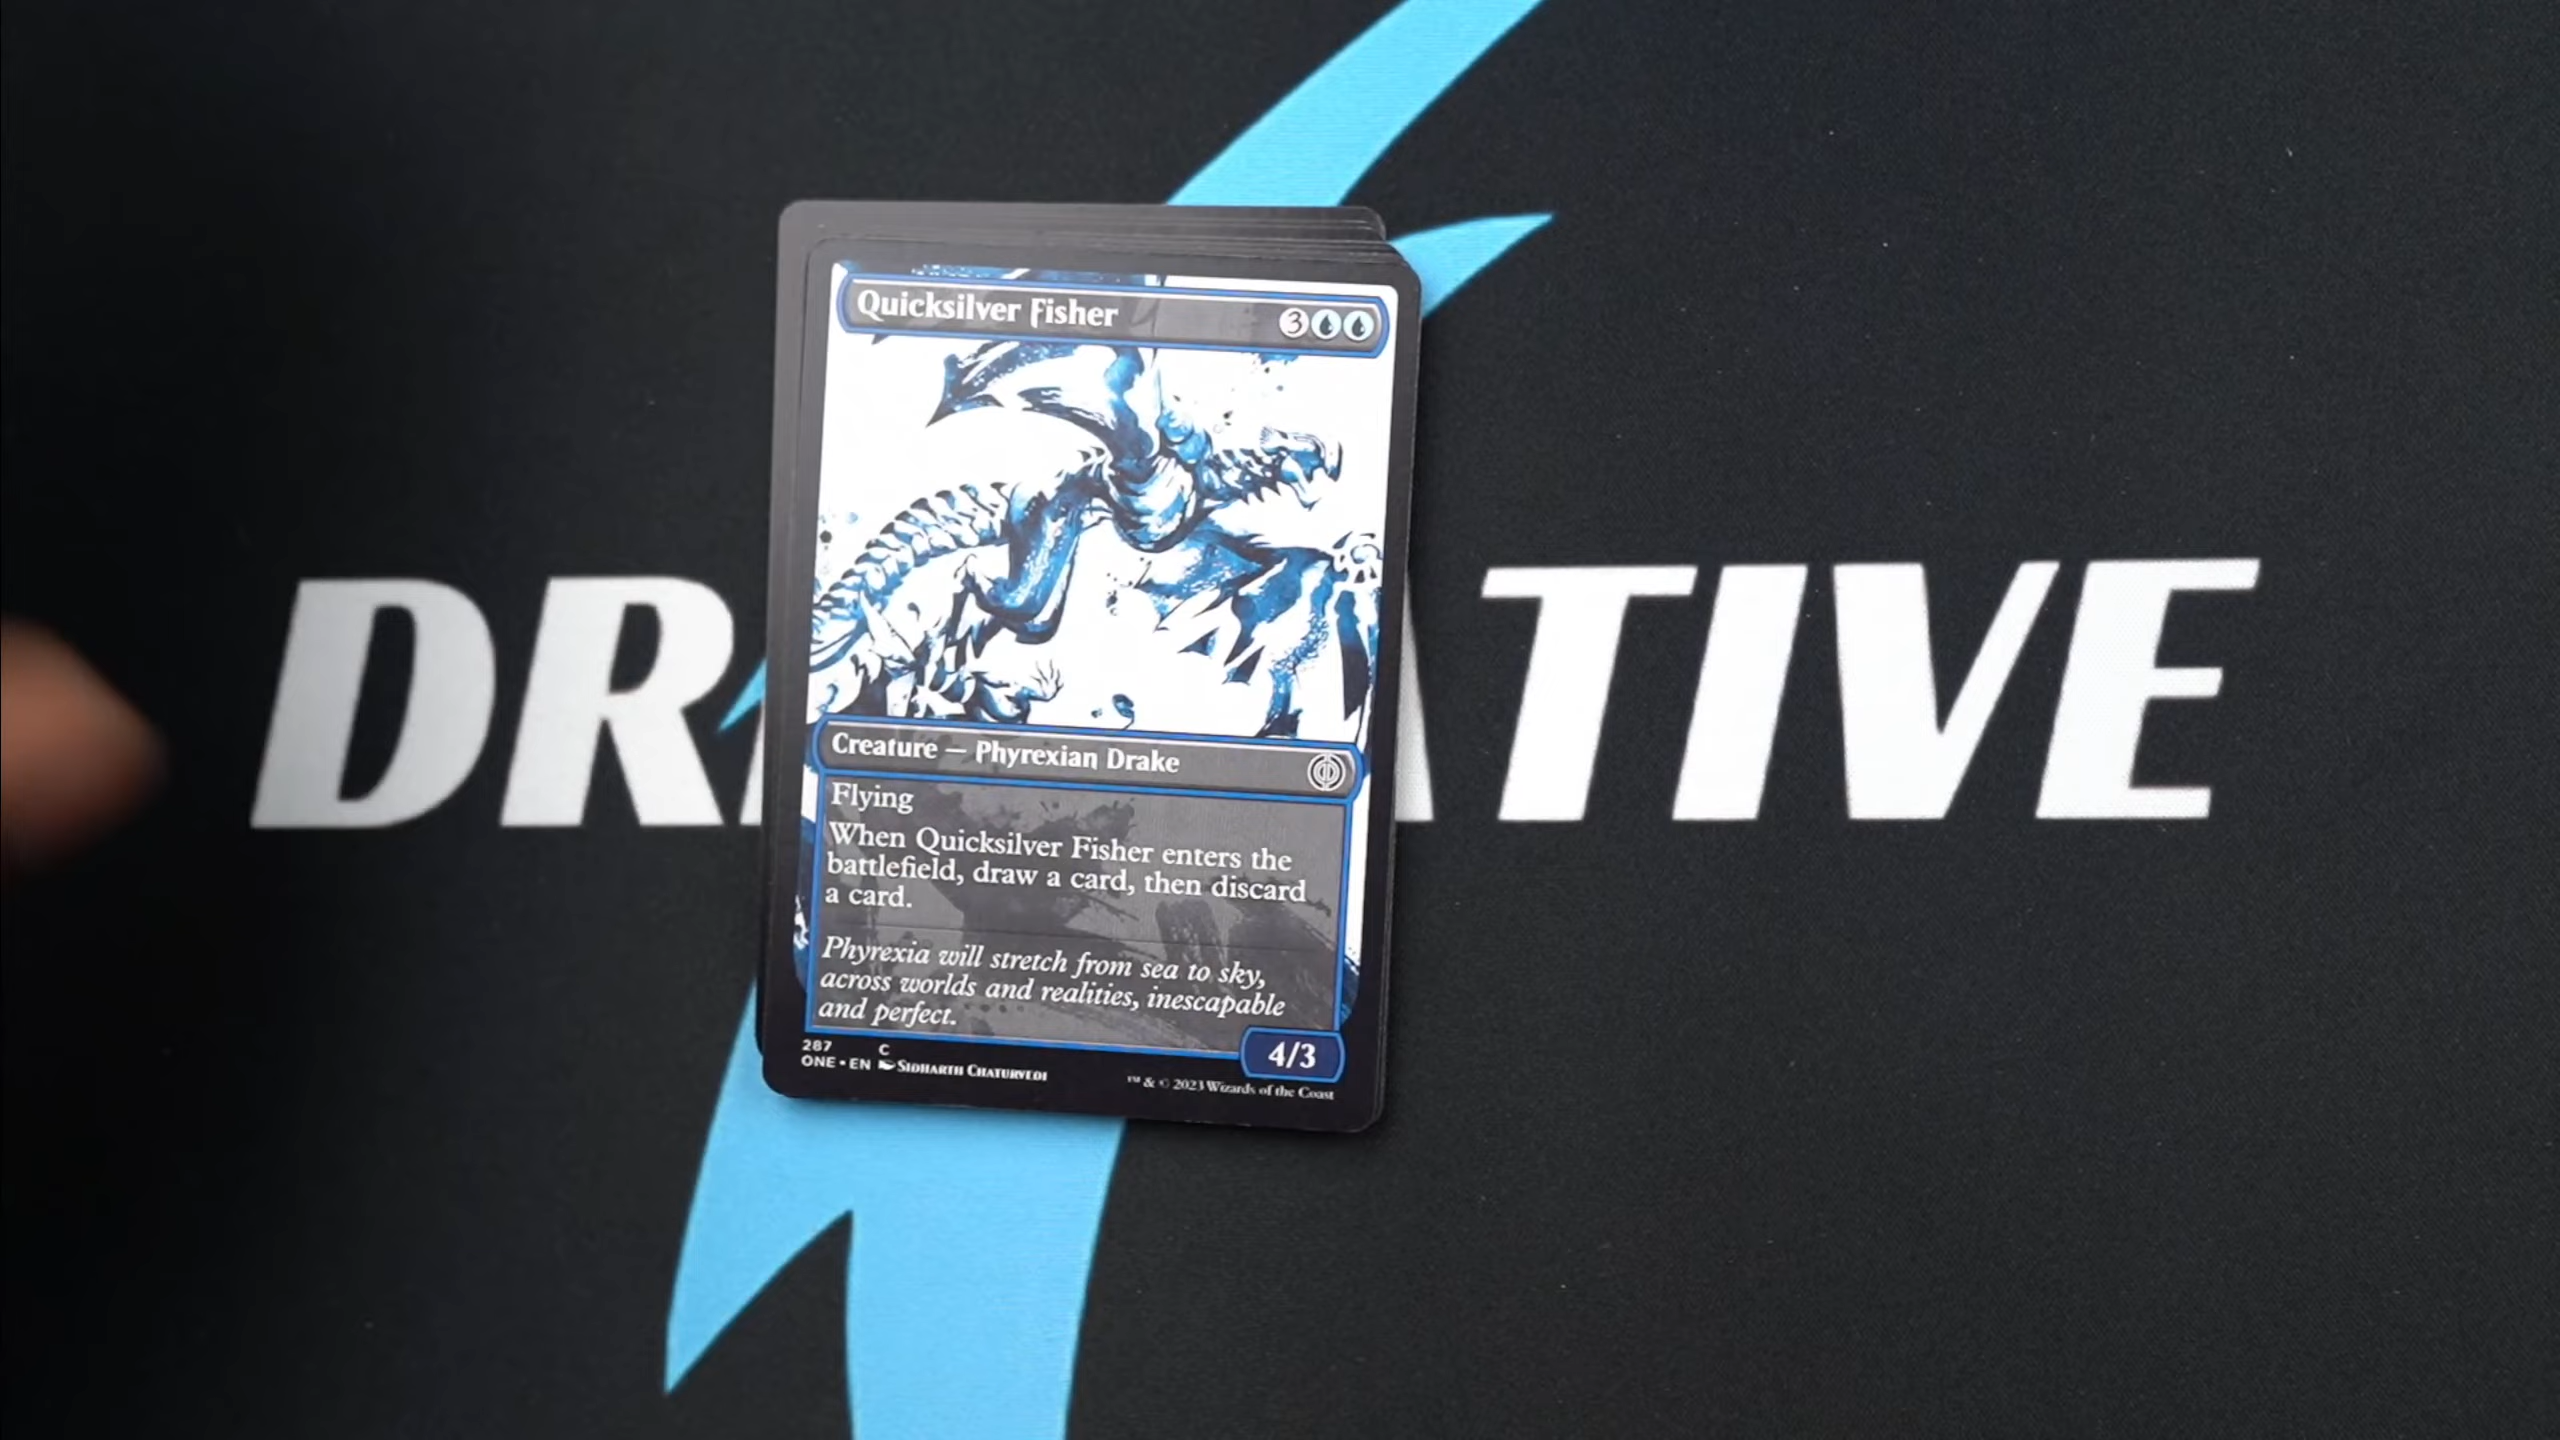 Quicksilver Fisher 3
DR ATIVE
Creature — Phyrexian Drake
Flying
When Quicksilver Fisher enters the
battlefield, draw a card, then discard
a card.
Phyrexia will stretch from sea to sky,
across worlds and realities, inescapable
and perfect.
4/3
287 C
ONE • EN Sidharth Chaturvedi
™ & © 2023 Wizards of the Coast